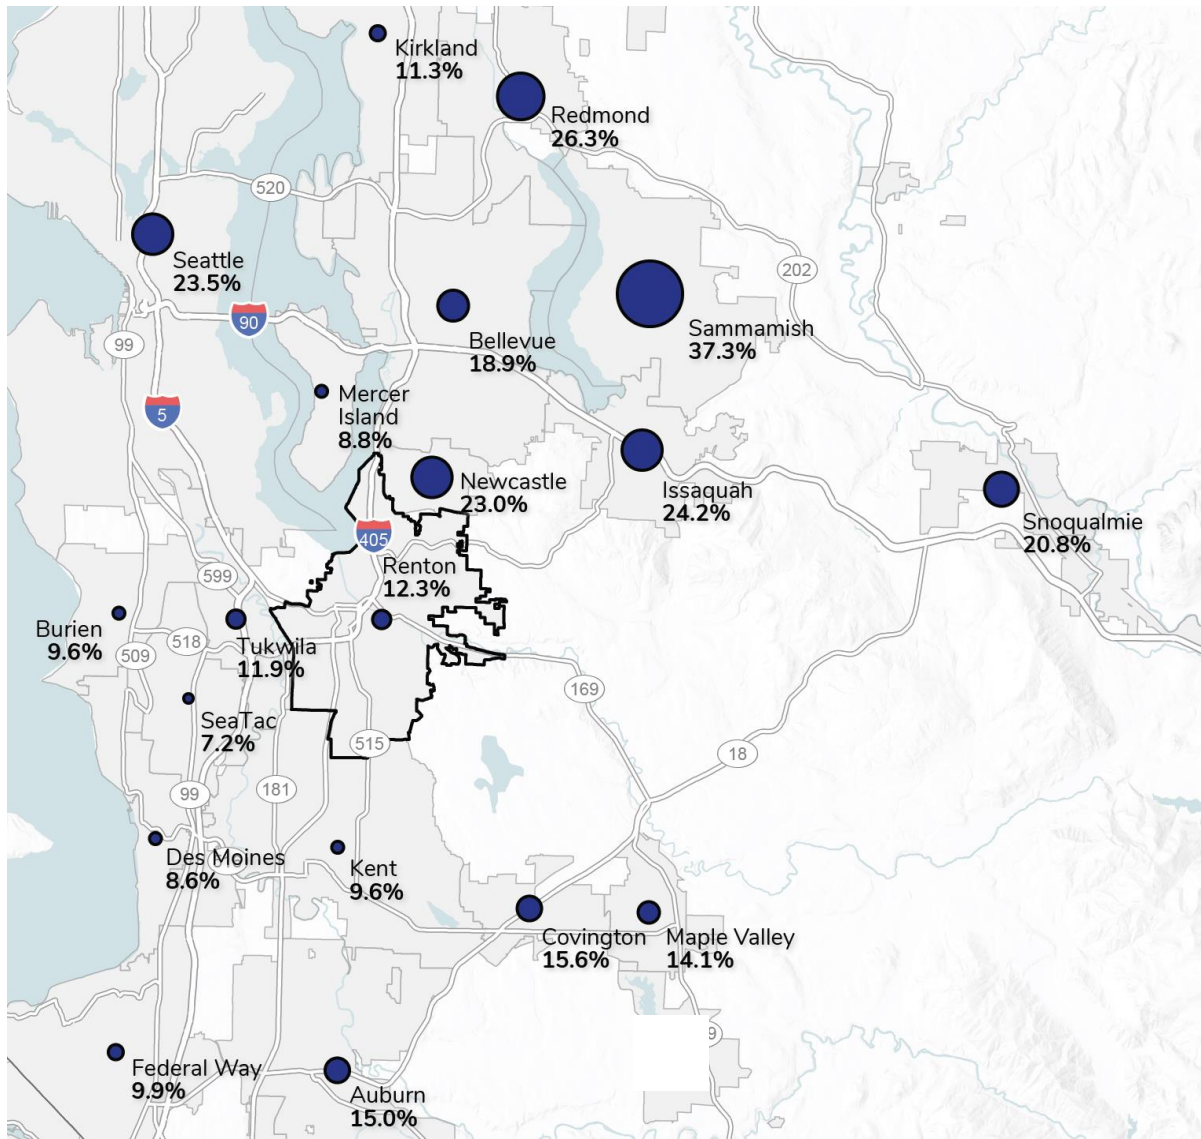 Kirkland
11.3%
Redmond
26.3%
520
Seattle
23.5%
202
90
Sammamish
37.3%
99
Bellevue
18.9%
5
Mercer
Island
8.8%
Newcastle
23.0%
Issaquah
24.2%
Snoqualmie
20.8%
405
Renton
12.3%
599
Burien
9.6%
518
509
Tukwila
11.9%
169
SeaTac
7.2%
515
18
99
181
Des Moines
8.6%
Kent
9.6%
Covington
15.6%
Maple Valley
14.1%
9
Federal Way
9.9%
Auburn
15.0%